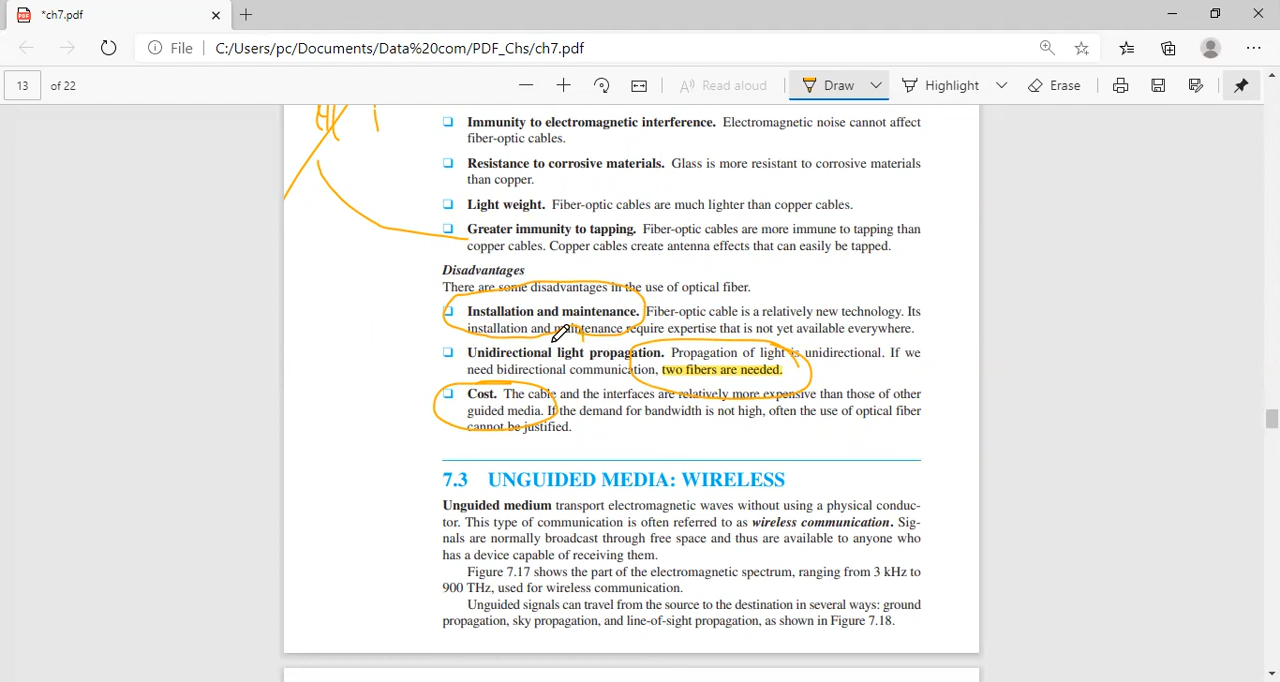 *ch7.pdf
File
C:/Users/pc/Documents/Data%20com/PDF_Chs/ch7.pdf
13 of 22
Read aloud
Draw
Highlight
Erase
Immunity to electromagnetic interference. Electromagnetic noise cannot affect
fiber-optic cables.
Resistance to corrosive materials. Glass is more resistant to corrosive materials
than copper.
Light weight. Fiber-optic cables are much lighter than copper cables.
Greater immunity to tapping. Fiber-optic cables are more immune to tapping than
copper cables. Copper cables create antenna effects that can easily be tapped.
Disadvantages
There are some disadvantages in the use of optical fiber.
Installation and maintenance. Fiber-optic cable is a relatively new technology. Its
installation and maintenance require expertise that is not yet available everywhere.
Unidirectional light propagation. Propagation of light is unidirectional. If we
need bidirectional communication, two fibers are needed.
Cost. The cable and the interfaces are relatively more expensive than those of other
guided media. If the demand for bandwidth is not high, often the use of optical fiber
cannot be justified.
7.3 UNGUIDED MEDIA: WIRELESS
Unguided medium transport electromagnetic waves without using a physical conduc-
tor. This type of communication is often referred to as wireless communication. Sig-
nals are normally broadcast through free space and thus are available to anyone who
has a device capable of receiving them.
Figure 7.17 shows the part of the electromagnetic spectrum, ranging from 3 kHz to
900 THz, used for wireless communication.
Unguided signals can travel from the source to the destination in several ways: ground
propagation, sky propagation, and line-of-sight propagation, as shown in Figure 7.18.